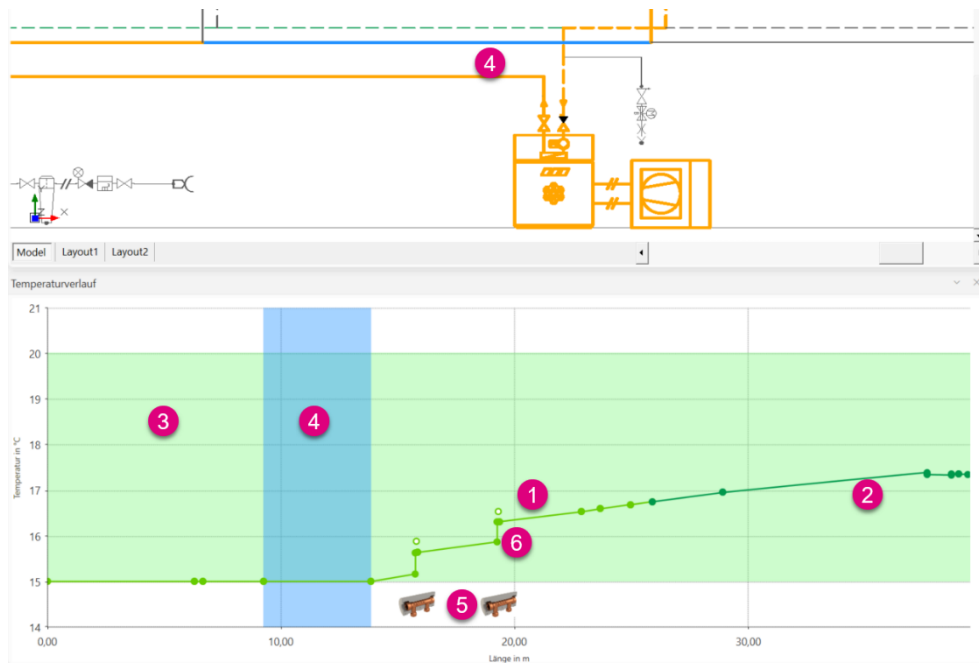 4
X
Z
Model Layout1 Layout2
Temperaturverlauf
21
20
19
18
17
16
15
14
Temperatur in °C
3
4
1
2
6
5
0,00 10,00 20,00 30,00
Länge in m